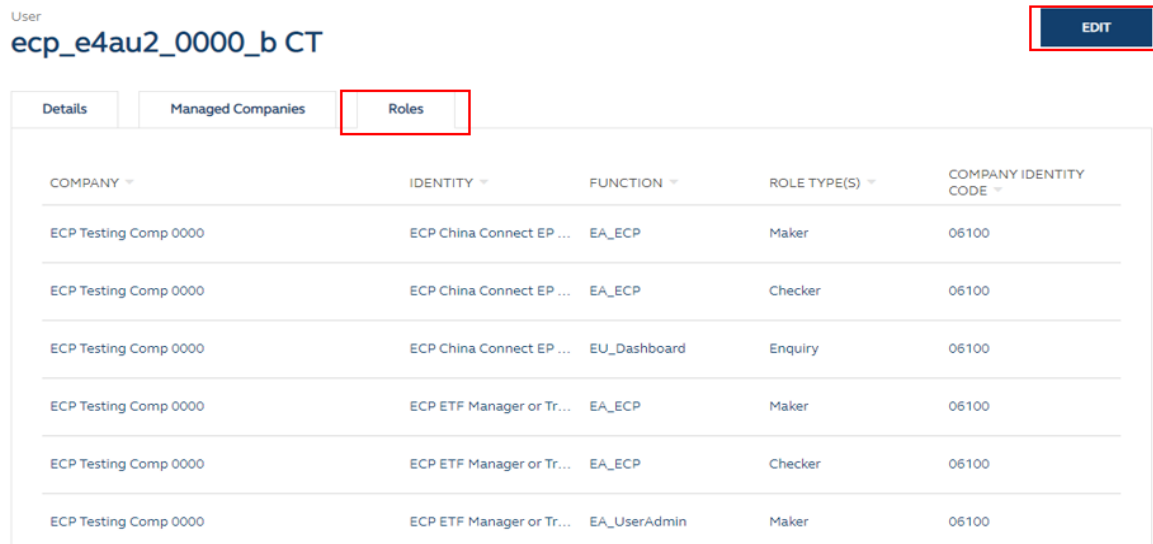 User
ecp_e4au2_0000_b CT
EDIT
Details Managed Companies Roles
COMPANY IDENTITY FUNCTION ROLE TYPE(S) COMPANY IDENTITY CODE
ECP Testing Comp 0000 ECP China Connect EP ... EA_ECP Maker 06100
ECP Testing Comp 0000 ECP China Connect EP ... EA_ECP Checker 06100
ECP Testing Comp 0000 ECP China Connect EP ... EU_Dashboard Enquiry 06100
ECP Testing Comp 0000 ECP ETF Manager or Tr... EA_ECP Maker 06100
ECP Testing Comp 0000 ECP ETF Manager or Tr... EA_ECP Checker 06100
ECP Testing Comp 0000 ECP ETF Manager or Tr... EA_UserAdmin Maker 06100